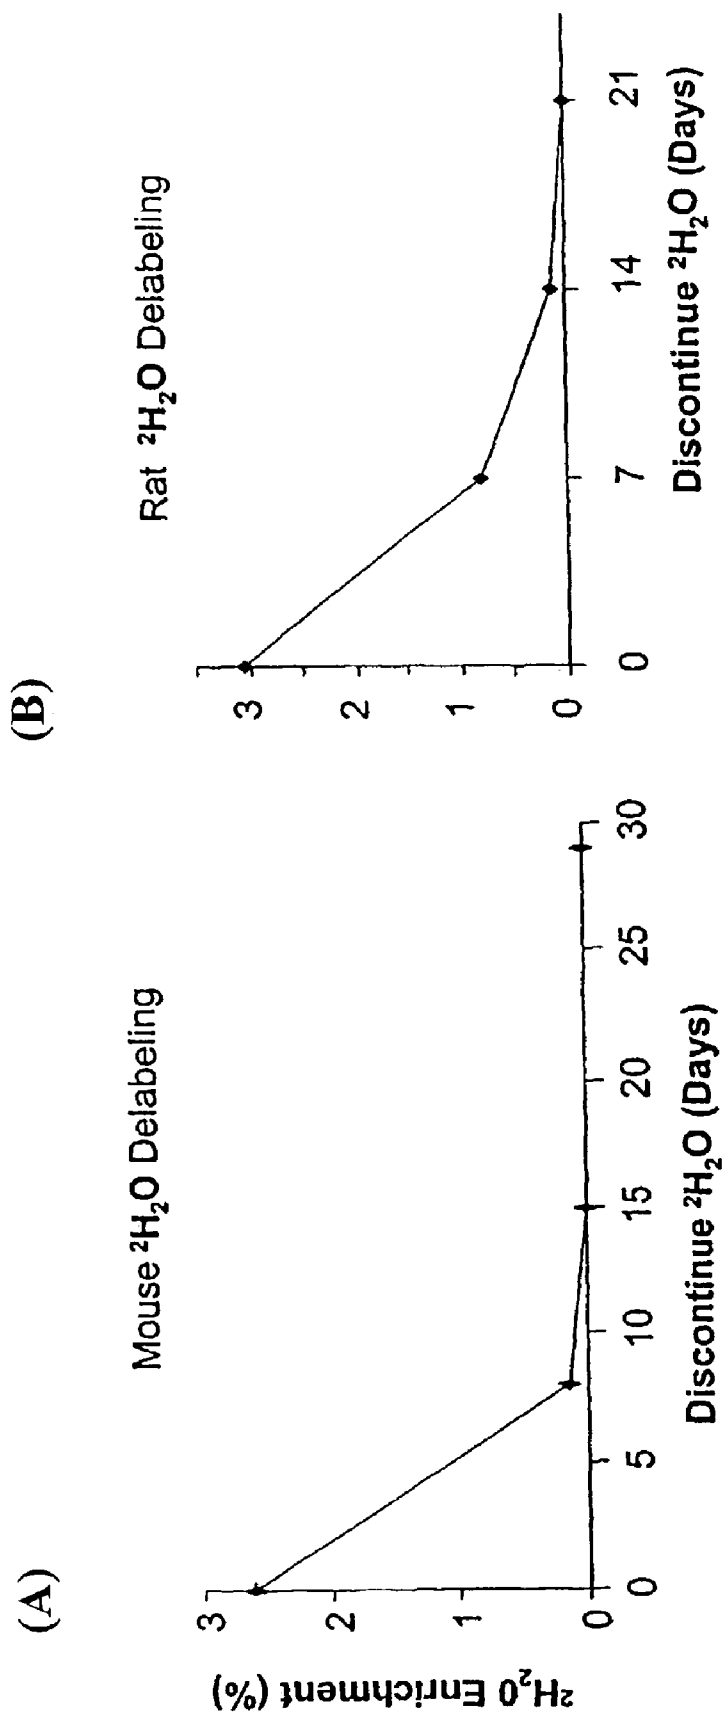 (A)
Mouse ²H₂O Delabeling
²H₂0 Enrichment (%)
3
2
1
0
0 5 10 15 20 25 30
Discontinue ²H₂O (Days)
(B)
Rat ²H₂O Delabeling
3
2
1
0
0 7 14 21
Discontinue ²H₂O (Days)